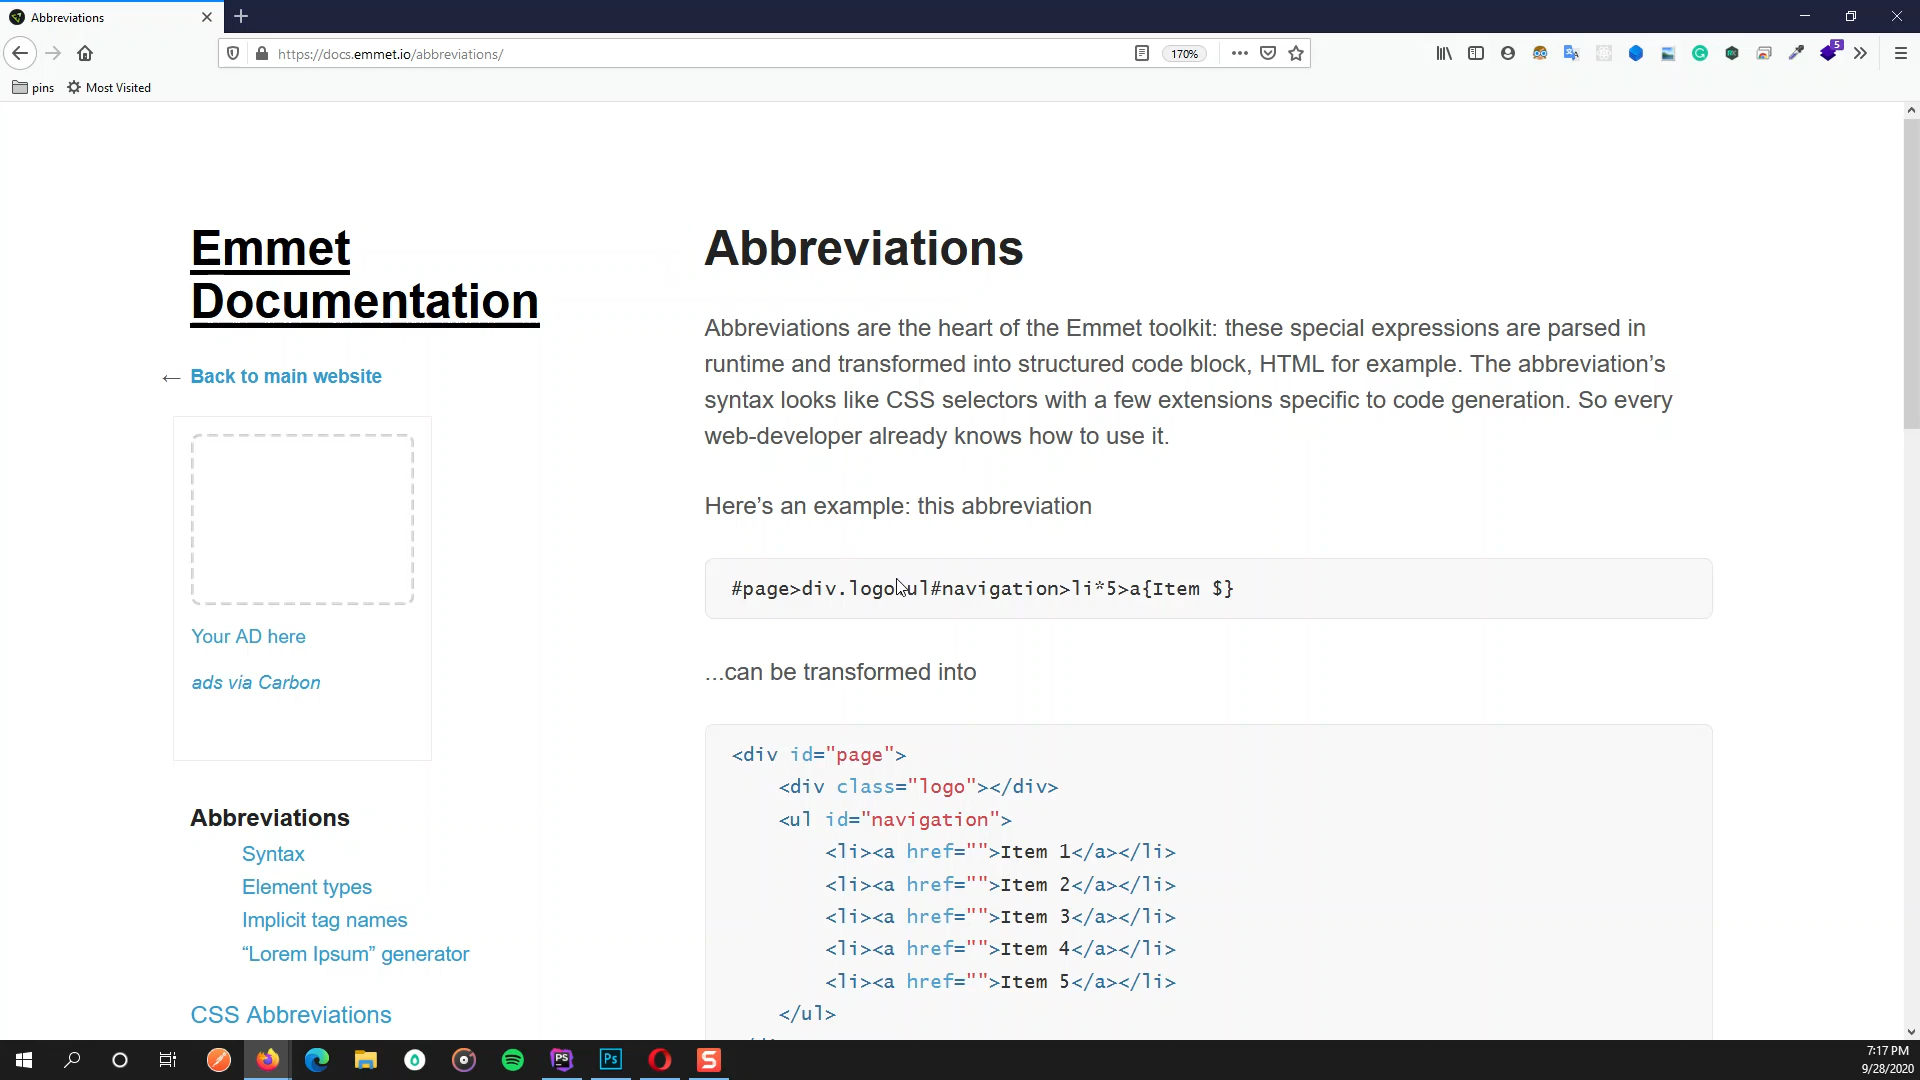 Abbreviations
https://docs.emmet.io/abbreviations/
170%
5
pins
Most Visited
Emmet
Documentation
← Back to main website
Your AD here
ads via Carbon
Abbreviations
Syntax
Element types
Implicit tag names
“Lorem Ipsum” generator
CSS Abbreviations
Abbreviations
Abbreviations are the heart of the Emmet toolkit: these special expressions are parsed in
runtime and transformed into structured code block, HTML for example. The abbreviation’s
syntax looks like CSS selectors with a few extensions specific to code generation. So every
web-developer already knows how to use it.
Here’s an example: this abbreviation
#page>div.logo ul#navigation>li*5>a{Item $}
...can be transformed into
<div id="page">
<div class="logo"></div>
<ul id="navigation">
<li><a href="">Item 1</a></li>
<li><a href="">Item 2</a></li>
<li><a href="">Item 3</a></li>
<li><a href="">Item 4</a></li>
<li><a href="">Item 5</a></li>
</ul>
PS
Ps
S
7:17 PM
9/28/2020